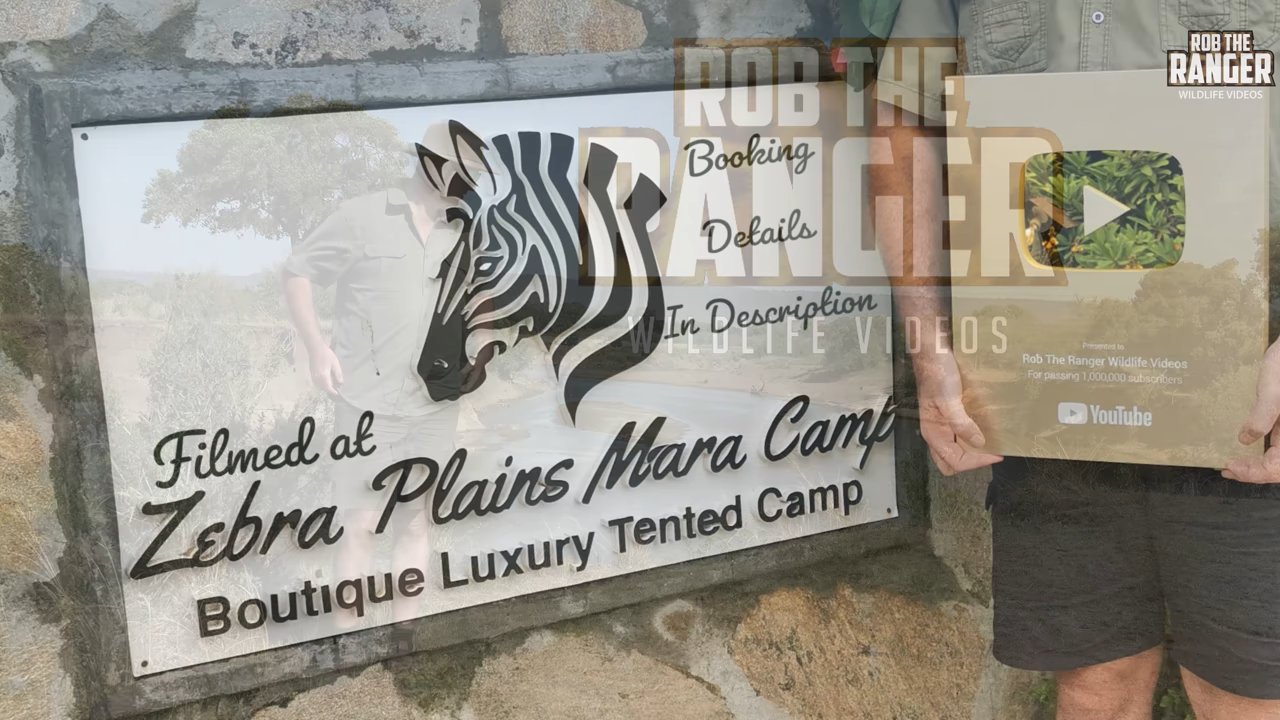 ROB THE
RANGER
WILDLIFE VIDEOS
ROB THE
RANGER
WILDLIFE VIDEOS
Booking
Details
In Description
Filmed at
Zebra Plains Mara Camp
Boutique Luxury Tented Camp
Presented to
Rob The Ranger Wildlife Videos
For passing 1,000,000 subscribers
YouTube